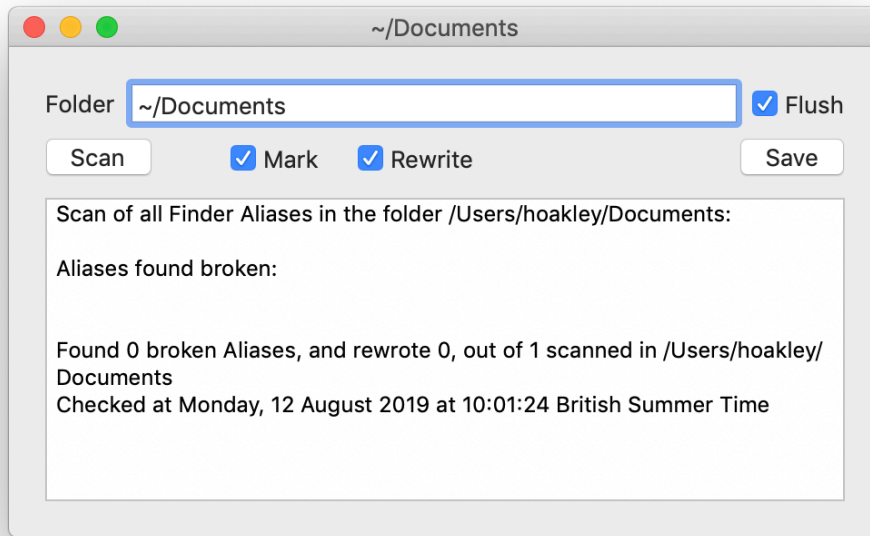 ~/Documents
Folder ~/Documents Flush
Scan Mark Rewrite Save
Scan of all Finder Aliases in the folder /Users/hoakley/Documents:
Aliases found broken:
Found 0 broken Aliases, and rewrote 0, out of 1 scanned in /Users/hoakley/
Documents
Checked at Monday, 12 August 2019 at 10:01:24 British Summer Time